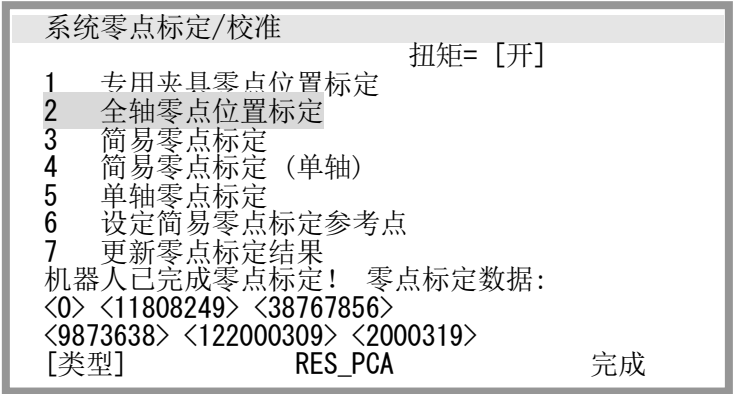 系统零点标定/校准
扭矩= [开]
1 专用夹具零点位置标定
2 全轴零点位置标定
3 简易零点标定
4 简易零点标定 (单轴)
5 单轴零点标定
6 设定简易零点标定参考点
7 更新零点标定结果
机器人已完成零点标定! 零点标定数据:
<0> <11808249> <38767856>
<9873638> <122000309> <2000319>
[类型] RES_PCA 完成